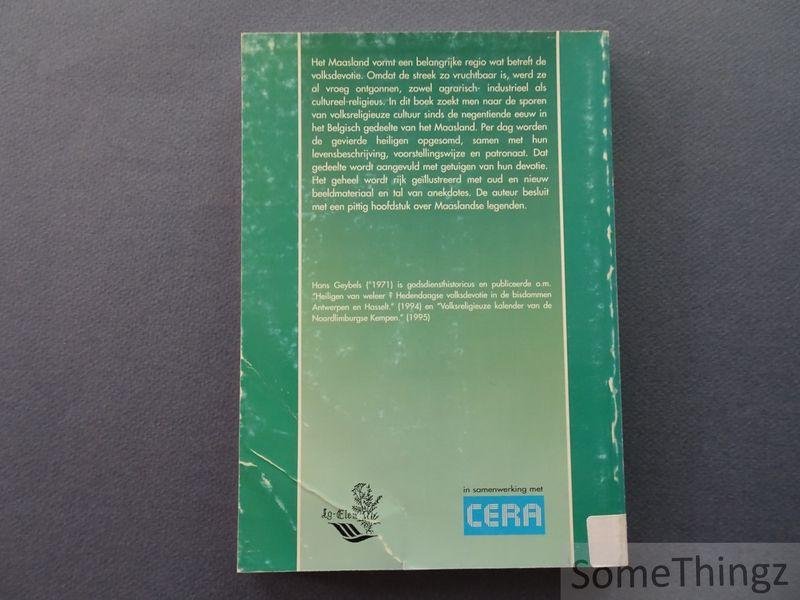 Het Maasland vormt een belangrijke regio wat betreft de
volksdevotie. Omdat de streek zo vruchtbaar is, werd ze
al vroeg ontgonnen, zowel agrarisch- industrieel als
cultureel-religieus. In dit boek zoekt men naar de sporen
van volksreligieuze cultuur sinds de negentiende eeuw in
het Belgisch gedeelte van het Maasland. Per dag worden
de gevierde heiligen opgesomd, samen met hun
levensbeschrijving, voorstellingswijze en patronaat. Dat
gedeelte wordt aangevuld met getuigen van hun devotie.
Het geheel wordt rijk geïllustreerd met oud en nieuw
beeldmateriaal en tal van anekdotes. De auteur besluit
met een pittig hoofdstuk over Maaslandse legenden.
Hans Geybels (°1971) is godsdiensthistoricus en publiceerde o.m.
"Heiligen van weleer ? Hedendaagse volksdevotie in de bisdommen
Antwerpen en Hasselt." (1994) en "Volksreligieuze kalender van de
Noordlimburgse Kempen." (1995)
in samenwerking met
CERA
SomeThingz